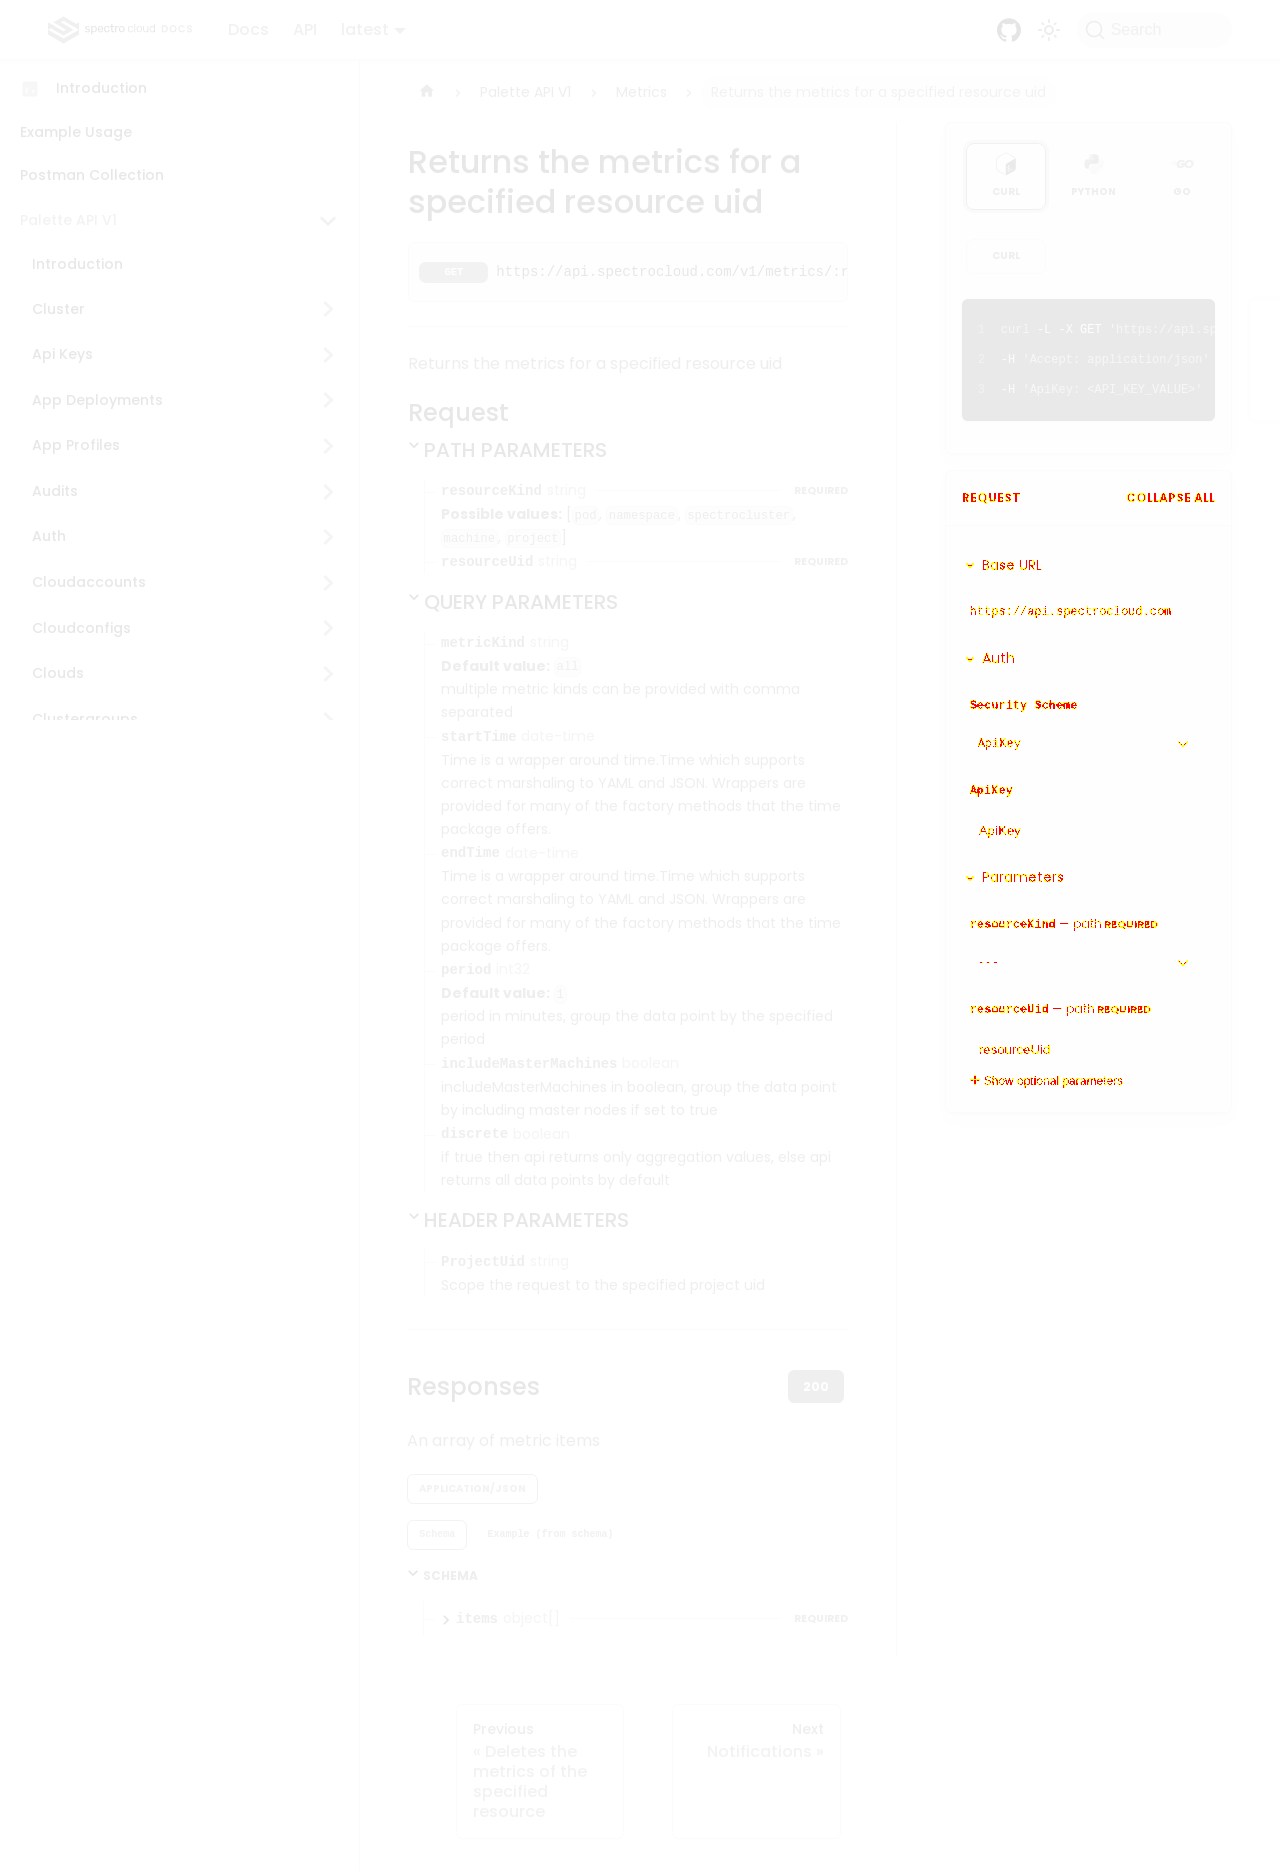 spectro cloud DOCS
Docs
API
latest
Search
Introduction
Example Usage
Postman Collection
Palette API V1
Introduction
Cluster
Api Keys
App Deployments
App Profiles
Audits
Auth
Cloudaccounts
Cloudconfigs
Clouds
Clustergroups
Palette API V1
Metrics
Returns the metrics for a specified resource uid
Returns the metrics for a
specified resource uid
GET https://api.spectrocloud.com/v1/metrics/:r
Returns the metrics for a specified resource uid
Request
PATH PARAMETERS
resourceKind string REQUIRED
Possible values: [pod, namespace, spectrocluster,
machine, project]
resourceUid string REQUIRED
QUERY PARAMETERS
metricKind string
Default value: all
multiple metric kinds can be provided with comma
separated
startTime date-time
Time is a wrapper around time.Time which supports
correct marshaling to YAML and JSON. Wrappers are
provided for many of the factory methods that the time
package offers.
endTime date-time
Time is a wrapper around time.Time which supports
correct marshaling to YAML and JSON. Wrappers are
provided for many of the factory methods that the time
package offers.
period int32
Default value: 1
period in minutes, group the data point by the specified
period
includeMasterMachines boolean
includeMasterMachines in boolean, group the data point
by including master nodes if set to true
discrete boolean
if true then api returns only aggregation values, else api
returns all data points by default
HEADER PARAMETERS
ProjectUid string
Scope the request to the specified project uid
Responses
200
An array of metric items
APPLICATION/JSON
Schema
Example (from schema)
SCHEMA
items object[] REQUIRED
Previous
« Deletes the
metrics of the
specified
resource
Next
Notifications »
CURL
PYTHON
GO
CURL
1 curl -L -X GET 'https://api.sp
2 -H 'Accept: application/json'
3 -H 'ApiKey: <API_KEY_VALUE>'
REQUEST
COLLAPSE ALL
Base URL
https://api.spectrocloud.com
Auth
Security Scheme
ApiKey
ApiKey
ApiKey
Parameters
resourceKind — path REQUIRED
---
resourceUid — path REQUIRED
resourceUid
Show optional parameters